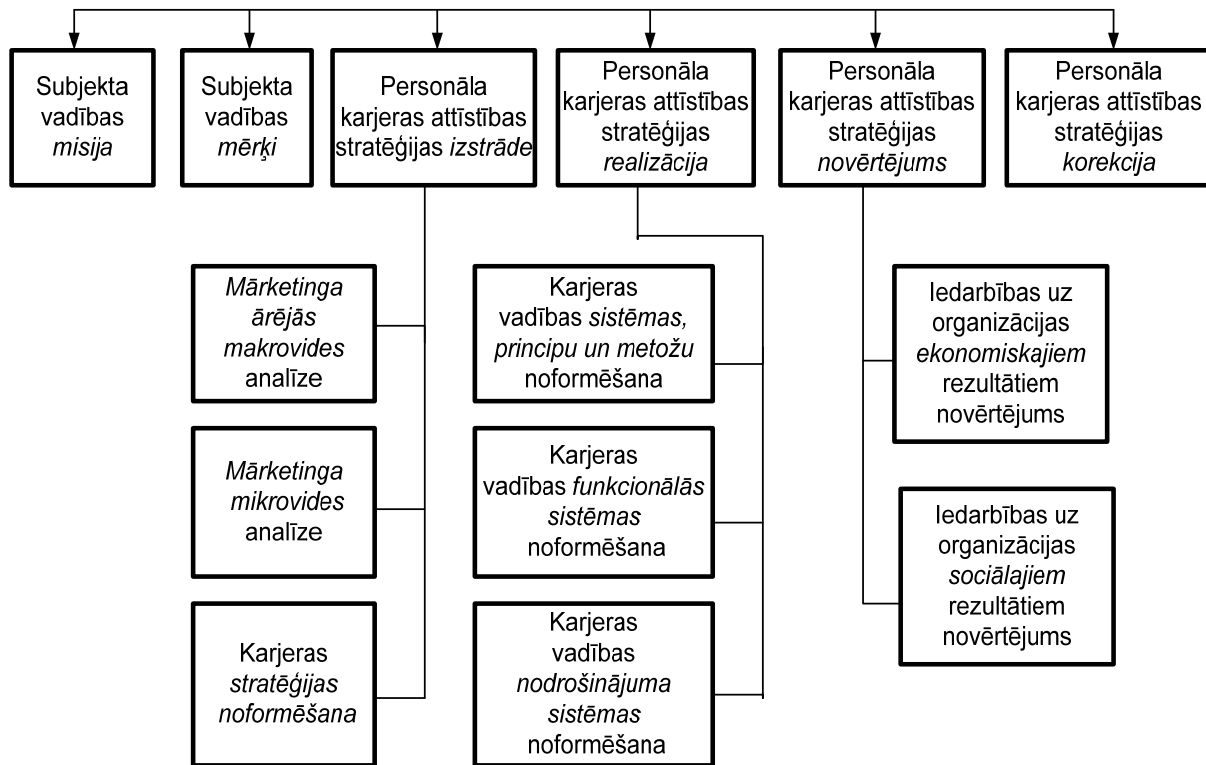 Subjekta
vadības
misija
Subjekta
vadības
mērķi
Personāla
karjeras attīstības
stratēģijas izstrāde
Personāla
karjeras attīstības
stratēģijas
realizācija
Personāla
karjeras attīstības
stratēģijas
novērtējums
Personāla
karjeras attīstības
stratēģijas
korekcija
Mārketinga
ārējās
makrovides
analīze
Karjeras
vadības sistēmas,
principu un metožu
noformēšana
Iedarbības uz
organizācijas
ekonomiskajiem
rezultātiem
novērtējums
Mārketinga
mikrovides
analīze
Karjeras
vadības funkcionālās
sistēmas
noformēšana
Iedarbības uz
organizācijas
sociālajiem
rezultātiem
novērtējums
Karjeras
stratēģijas
noformēšana
Karjeras
vadības
nodrošinājuma
sistēmas
noformēšana